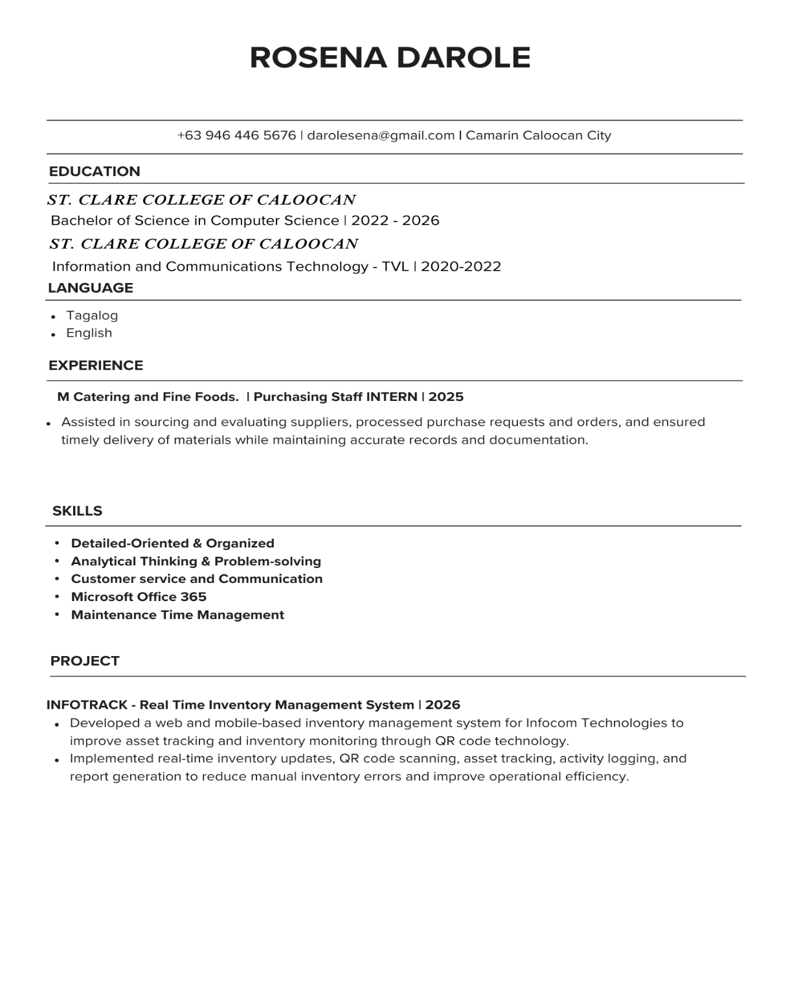 ROSENA DAROLE
+63 946 446 5676 | darolesena@gmail.com | Camarin Caloocan City
EDUCATION
ST. CLARE COLLEGE OF CALOOCAN
Bachelor of Science in Computer Science | 2022 - 2026
ST. CLARE COLLEGE OF CALOOCAN
Information and Communications Technology - TVL | 2020-2022
LANGUAGE
• Tagalog
• English
EXPERIENCE
M Catering and Fine Foods. | Purchasing Staff INTERN | 2025
• Assisted in sourcing and evaluating suppliers, processed purchase requests and orders, and ensured
timely delivery of materials while maintaining accurate records and documentation.
SKILLS
• Detailed-Oriented & Organized
• Analytical Thinking & Problem-solving
• Customer service and Communication
• Microsoft Office 365
• Maintenance Time Management
PROJECT
INFOTRACK - Real Time Inventory Management System | 2026
• Developed a web and mobile-based inventory management system for Infocom Technologies to
improve asset tracking and inventory monitoring through QR code technology.
• Implemented real-time inventory updates, QR code scanning, asset tracking, activity logging, and
report generation to reduce manual inventory errors and improve operational efficiency.